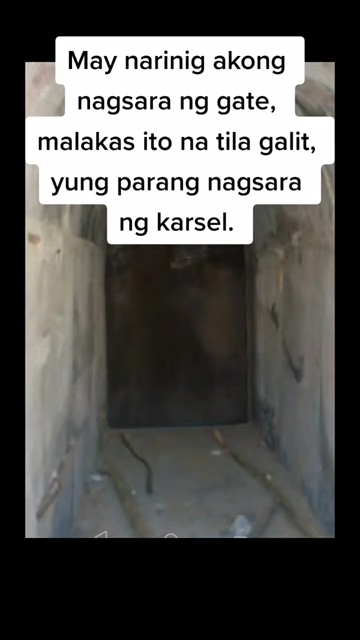 May narinig akong
nagsara ng gate,
malakas ito na tila galit,
yung parang nagsara
ng karsel.